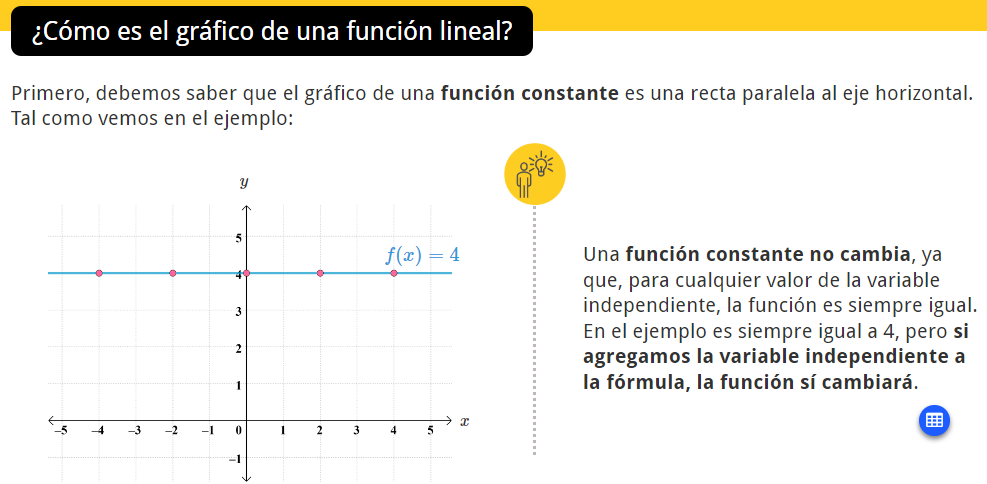 ¿Cómo es el gráfico de una función lineal?
Primero, debemos saber que el gráfico de una función constante es una recta paralela al eje horizontal.
Tal como vemos en el ejemplo:
y
5
f(x) = 4
4
3
2
1
-5 -4 -3 -2 -1 0 1 2 3 4 5 x
-1
Una función constante no cambia, ya
que, para cualquier valor de la variable
independiente, la función es siempre igual.
En el ejemplo es siempre igual a 4, pero si
agregamos la variable independiente a
la fórmula, la función sí cambiará.